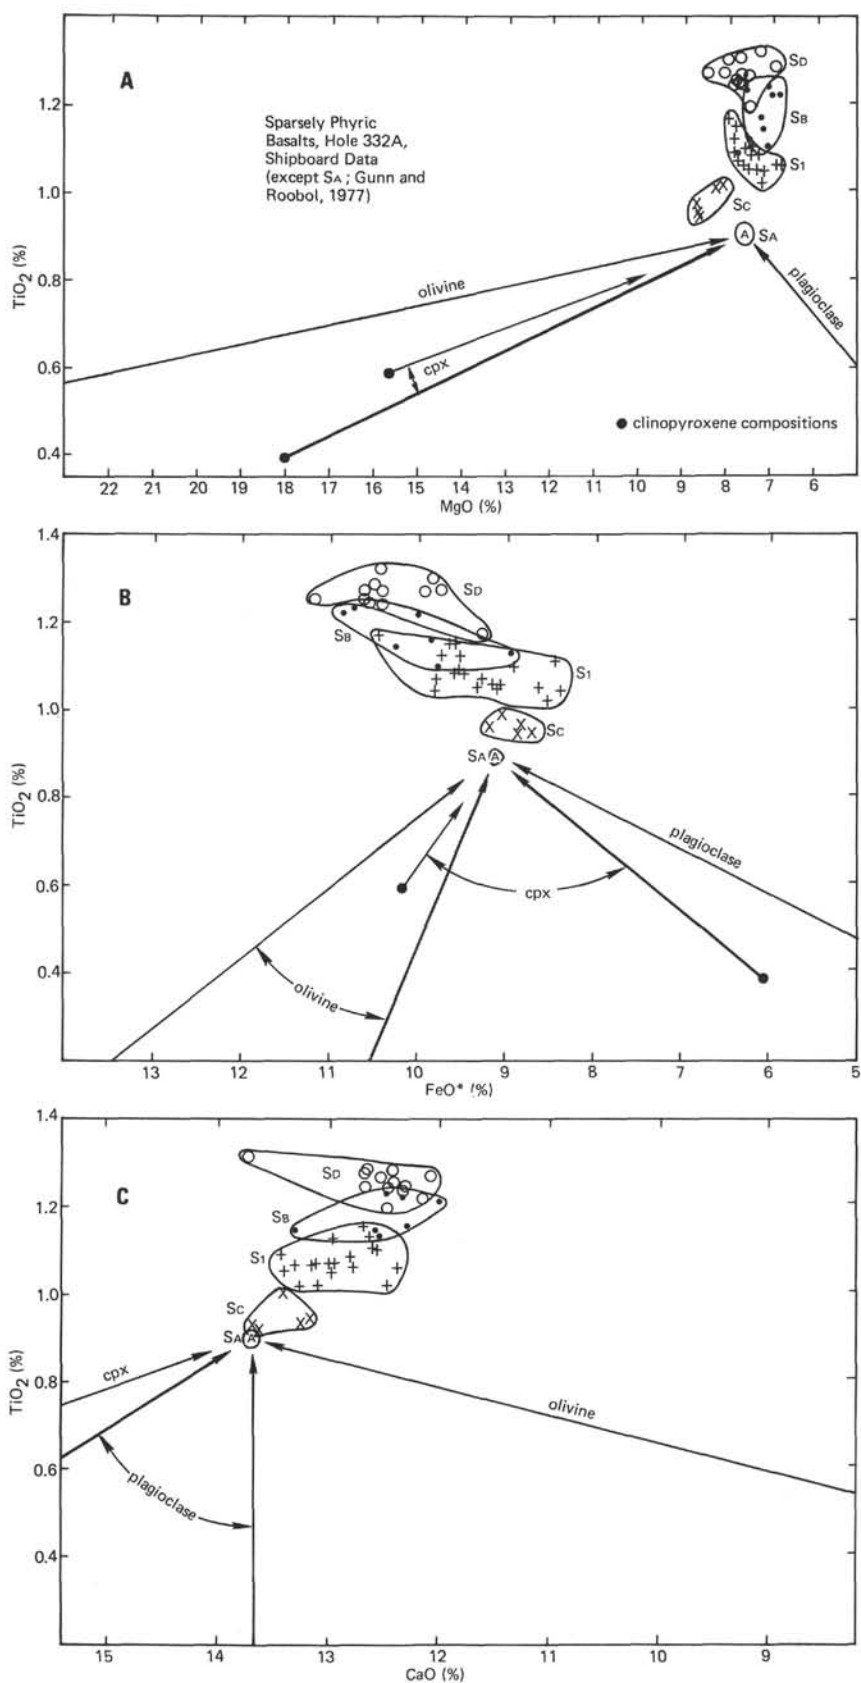 A
1.2
1.0
0.8
0.6
0.4
TiO2 (%)
Sparsely Phyric
Basalts, Hole 332A,
Shipboard Data
(except SA; Gunn and
Roobol, 1977)
SD
SB
S1
SC
A
SA
olivine
cpx
plagioclase
● clinopyroxene compositions
22 21 20 19 18 17 16 15 14 13 12 11 10 9 8 7 6
MgO (%)
B
1.4
1.2
1.0
0.8
0.6
0.4
TiO2 (%)
SD
SB
S1
SC
SA
A
plagioclase
cpx
olivine
13 12 11 10 9 8 7 6 5
FeO* (%)
C
1.4
1.2
1.0
0.8
0.6
0.4
TiO2 (%)
SD
SB
S1
SC
SA
A
cpx
olivine
plagioclase
15 14 13 12 11 10 9
CaO (%)